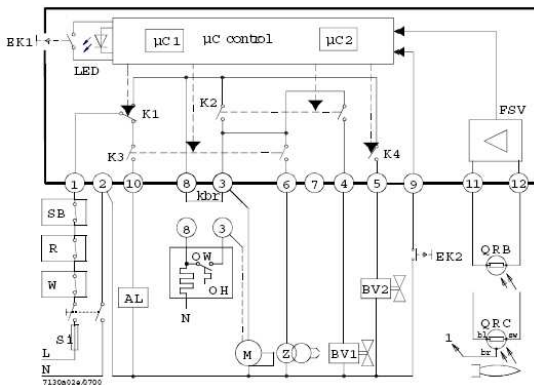 µC1
µC control
µC2
EK1
LED
FSV
K1
K2
K3
K4
1
2
10
8
3
6
7
4
5
9
11
12
kbr
SB
R
W
8
3
OW
OH
N
AL
EK2
BV2
QRB
QRC
bl
sw
br
1
Si
L
N
M
Z
BV1
7130a02e/0700